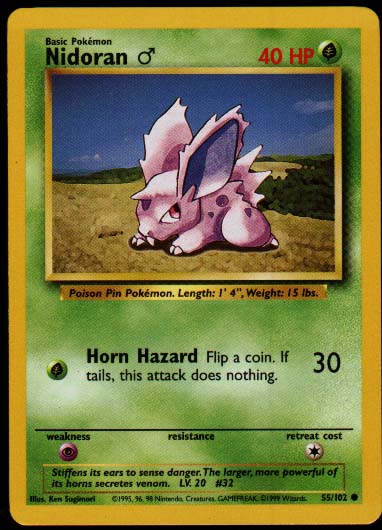 Basic Pokémon
Nidoran ♂ 40 HP
Poison Pin Pokémon. Length: 1' 4", Weight: 15 lbs.
Horn Hazard Flip a coin. If
tails, this attack does nothing.
30
weakness resistance retreat cost
Stiffens its ears to sense danger. The larger, more powerful of
its horns secretes venom. LV. 20 #32
Illus. Ken Sugimori ©1995, 96, 98 Nintendo, Creatures, GAMEFREAK. ©1999 Wizards. 55/102 ●